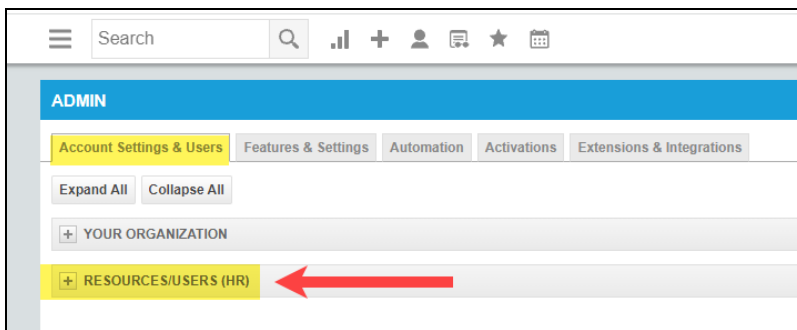 Search
ADMIN
Account Settings & Users Features & Settings Automation Activations Extensions & Integrations
Expand All Collapse All
YOUR ORGANIZATION
RESOURCES/USERS (HR)